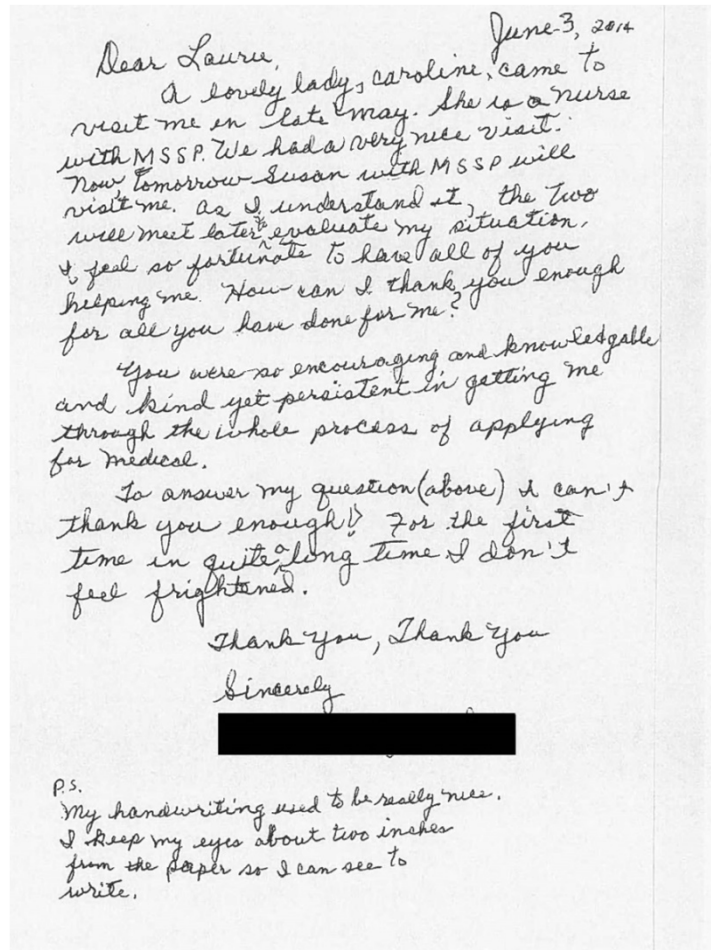 June 3, 2014
Dear Laurie,
A lovely lady, Caroline, came to
visit me in late May. She is a nurse
with MSSP. We had a very nice visit.
Now, tomorrow Susan with MSSP will
visit me. As I understand it, the two
will meet later to evaluate my situation.
I feel so fortunate to have all of you
helping me. How can I thank you enough
for all you have done for me?
You were so encouraging and knowledgable
and kind yet persistent in getting me
through the whole process of applying
for medical.
To answer my question (above) I can't
thank you enough! For the first
time in quite a long time I don't
feel frightened.
Thank You, Thank You
Sincerely
P.S.
My handwriting used to be really nice.
I keep my eyes about two inches
from the paper so I can see to
write.